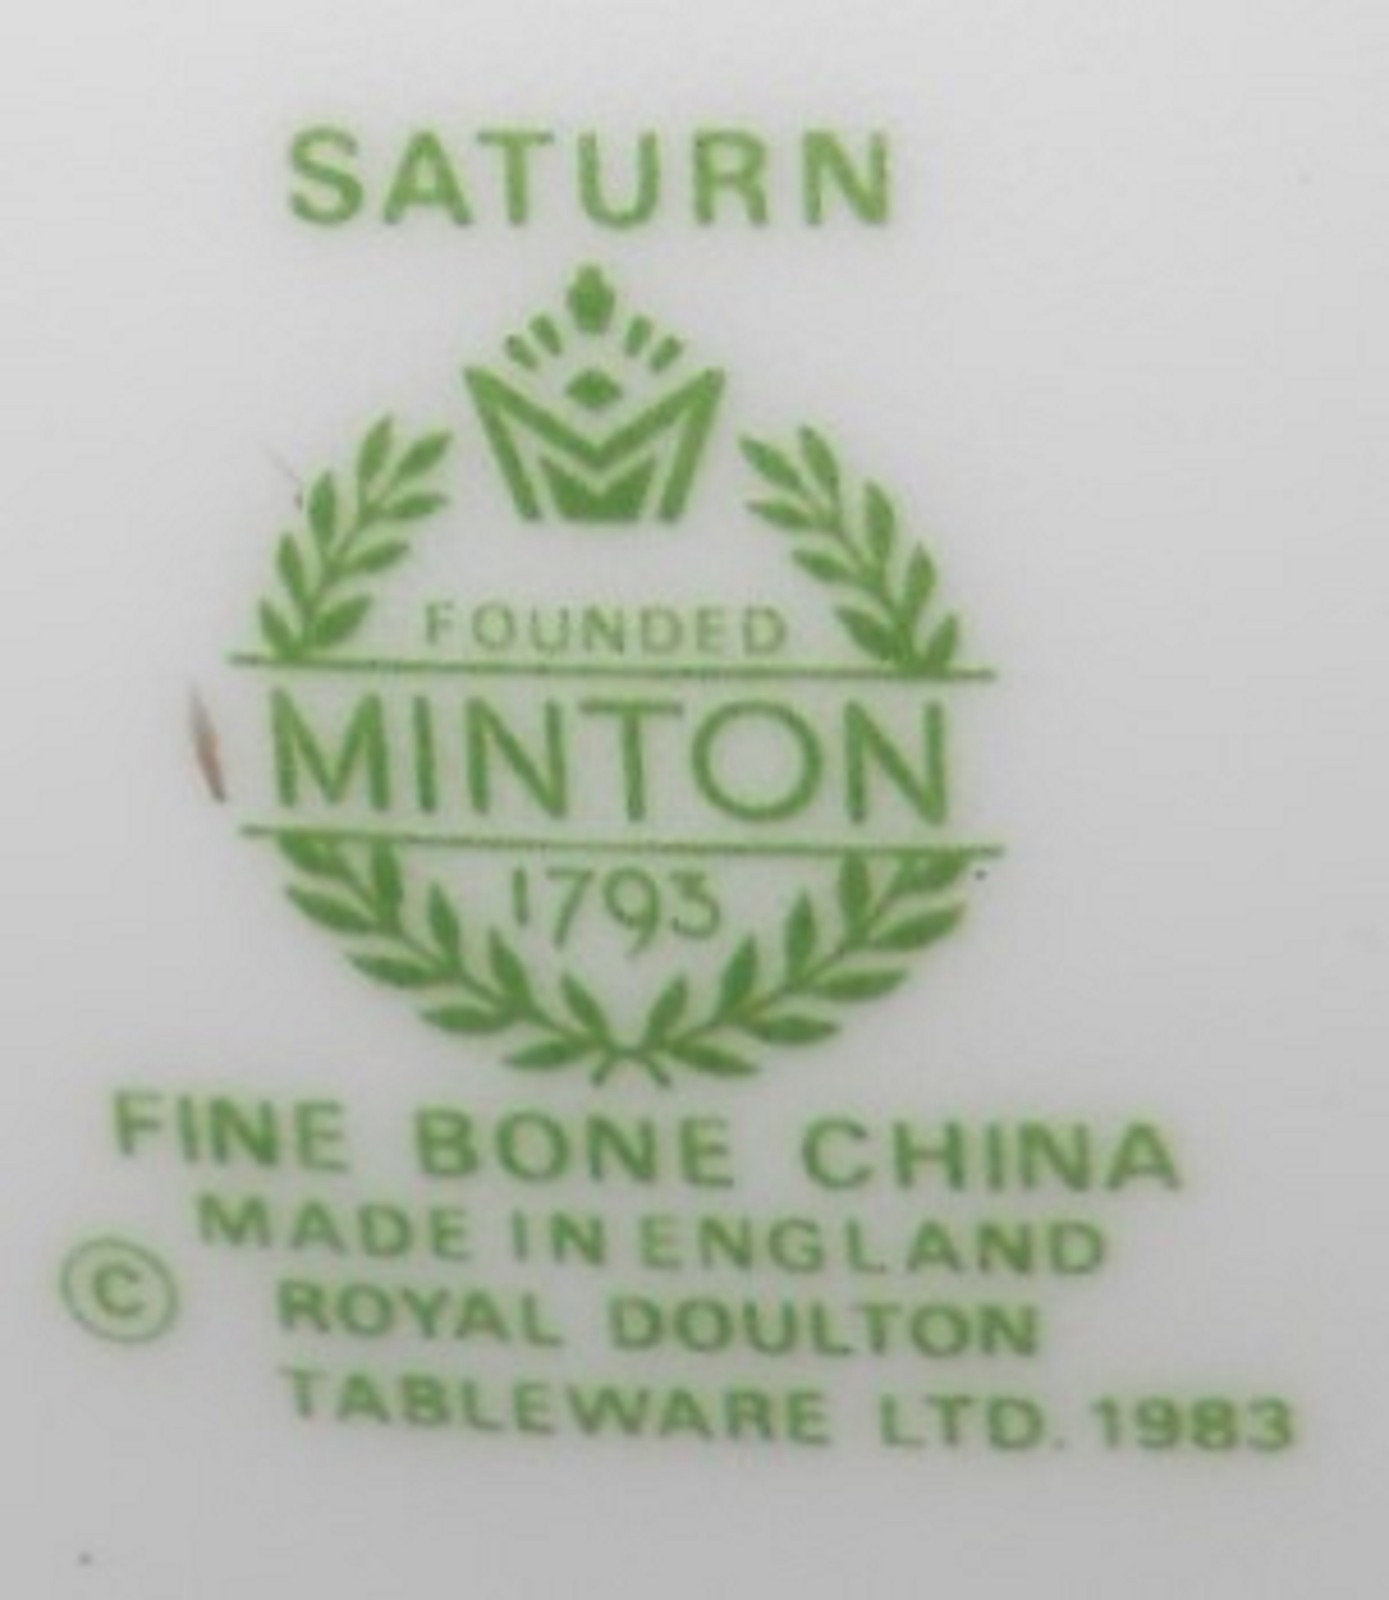 SATURN
FOUNDED
MINTON
1793
FINE BONE CHINA
MADE IN ENGLAND
© ROYAL DOULTON
TABLEWARE LTD. 1983